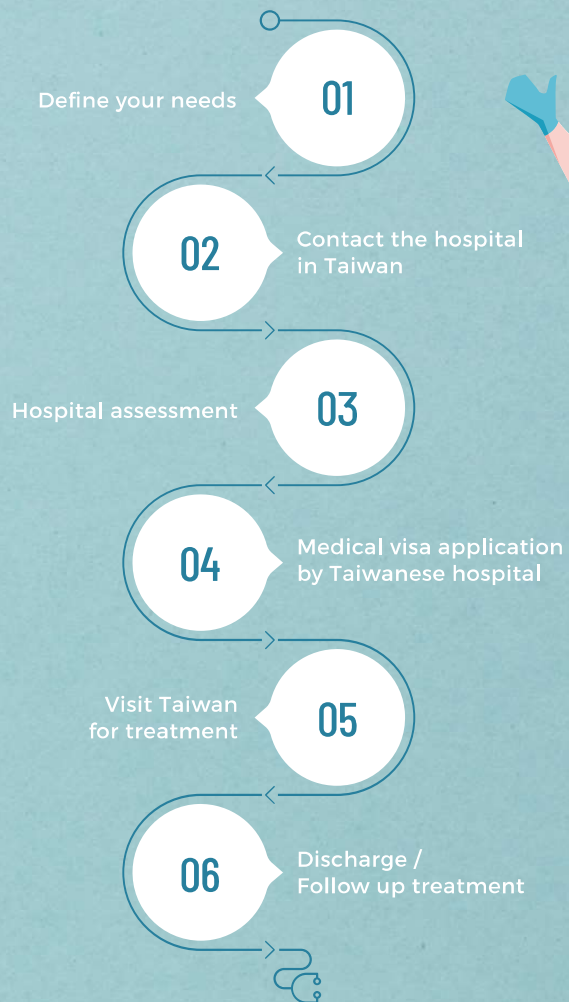 01
Define your needs
02
Contact the hospital
in Taiwan
03
Hospital assessment
04
Medical visa application
by Taiwanese hospital
05
Visit Taiwan
for treatment
06
Discharge /
Follow up treatment